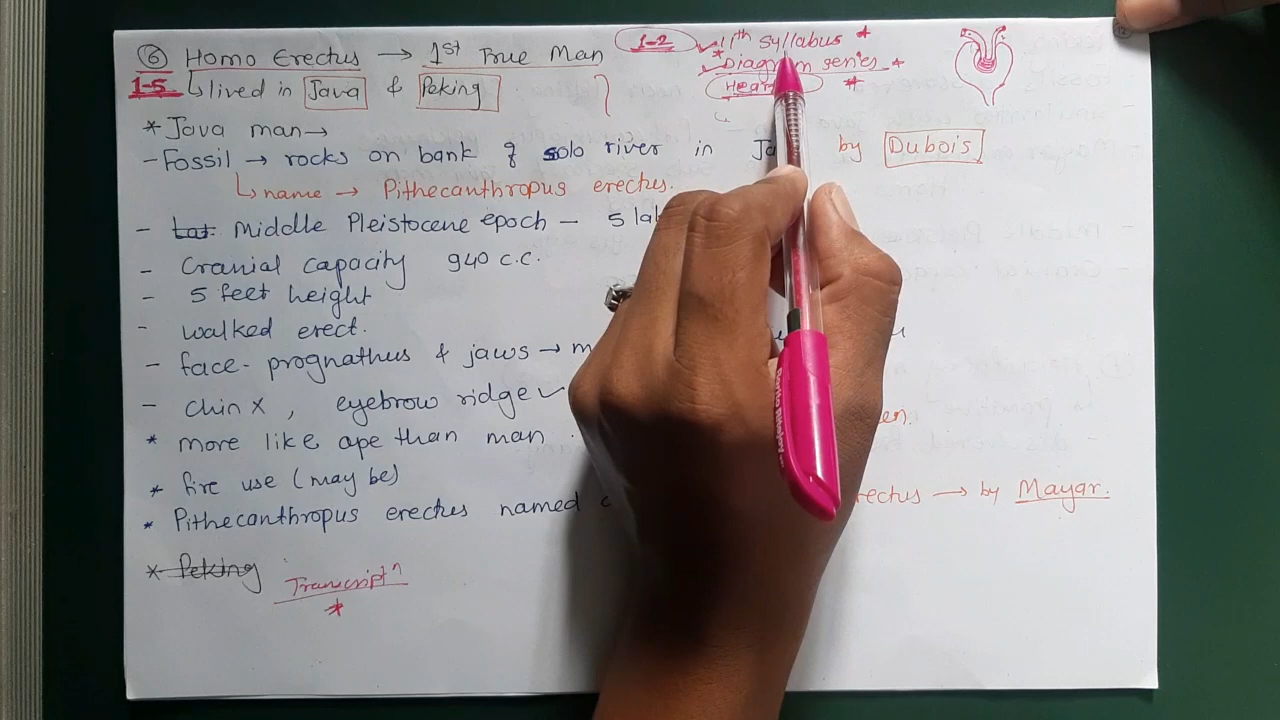 ⑥ Homo Erectus → 1st True Man
1-2
11th syllabus *
* Diagram series *
Heart *
1-5 ↳ lived in Java & Peking
* Java man →
- Fossil → rocks on bank of solo river in by Dubois
↳ name → Pithecanthropus erectus.
- Lat. Middle Pleistocene epoch - 5
- Cranial capacity 940 c.c.
- 5 feet height
- walked erect.
- face - prognathus & jaws →
- chin X, eyebrow ridge ✓
* more like ape than man
* fire use (may be)
* Pithecanthropus erectus named → by Mayar.
* Peking
Transcriptⁿ
*